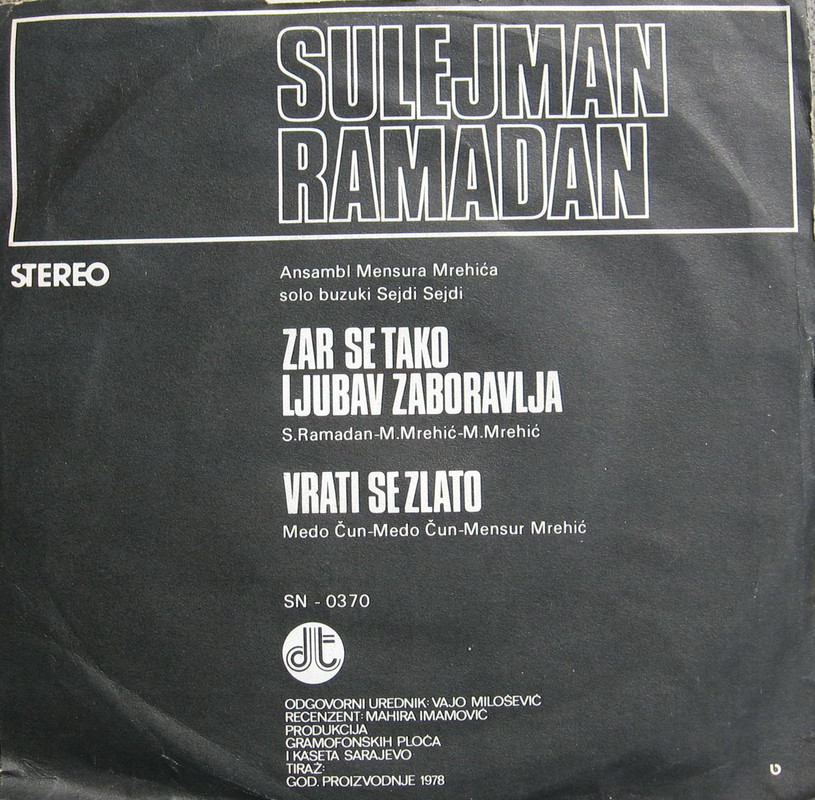 SULEJMAN
RAMADAN
STEREO
Ansambl Mensura Mrehića
solo buzuki Sejdi Sejdi
ZAR SE TAKO
LJUBAV ZABORAVLJA
S.Ramadan-M.Mrehić-M.Mrehić
VRATI SE ZLATO
Medo Čun-Medo Čun-Mensur Mrehić
SN - 0370
dt
ODGOVORNI UREDNIK: VAJO MILOŠEVIĆ
RECENZENT: MAHIRA IMAMOVIĆ
PRODUKCIJA
GRAMOFONSKIH PLOČA
I KASETA SARAJEVO
TIRAŽ:
GOD. PROIZVODNJE 1978